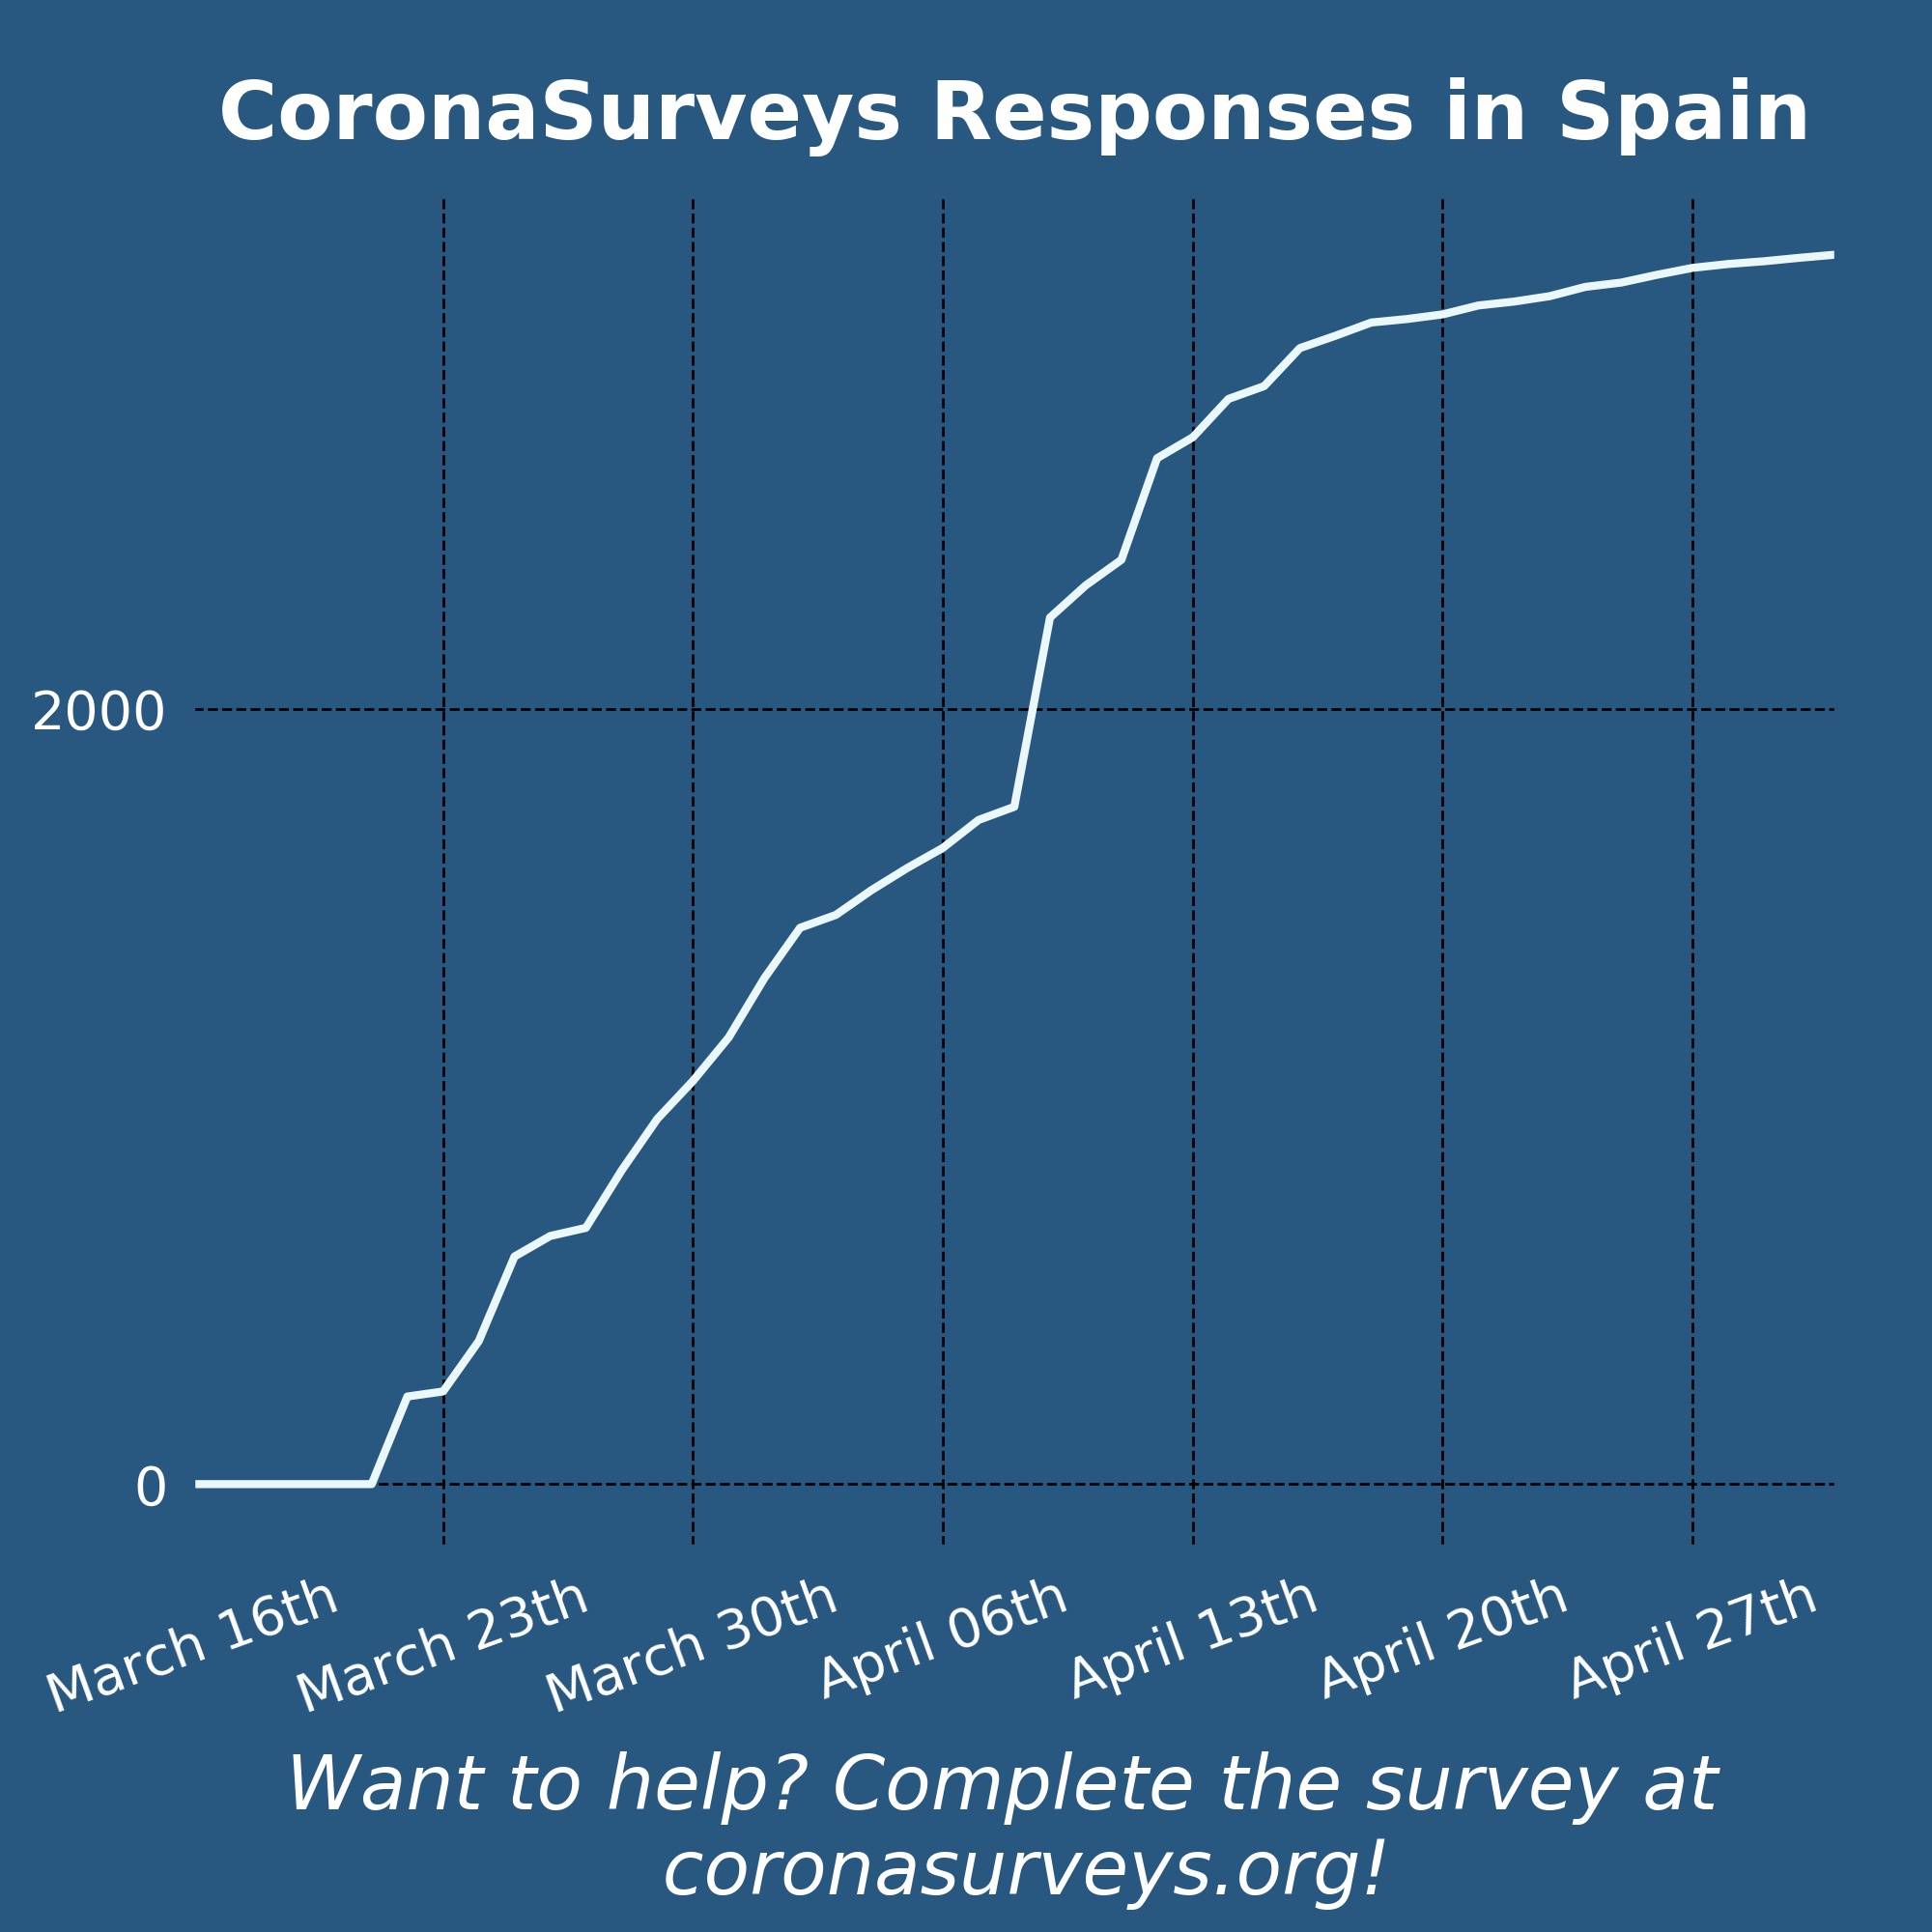 CoronaSurveys Responses in Spain
2000
0
March 16th
March 23th
March 30th
April 06th
April 13th
April 20th
April 27th
Want to help? Complete the survey at
coronasurveys.org!